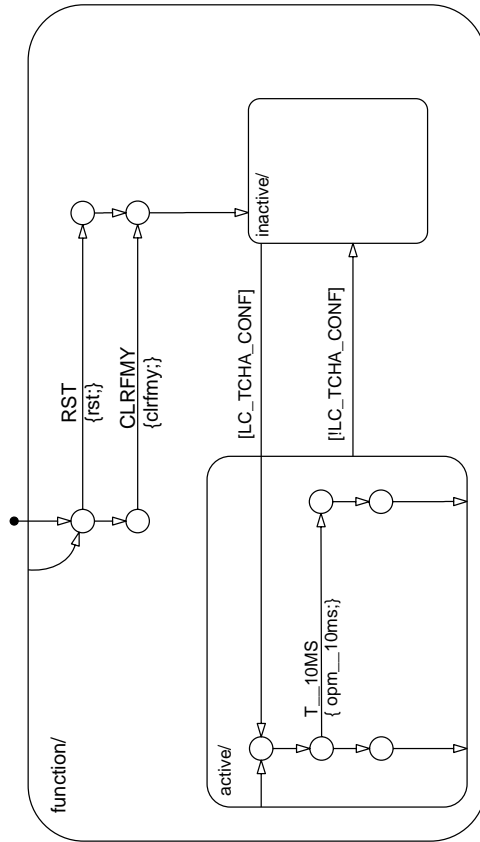 function/
RST
{rst;}
CLRFMY
{clrfmy;}
inactive/
[LC_TCHA_CONF]
[!LC_TCHA_CONF]
active/
T__10MS
{ opm__10ms;}